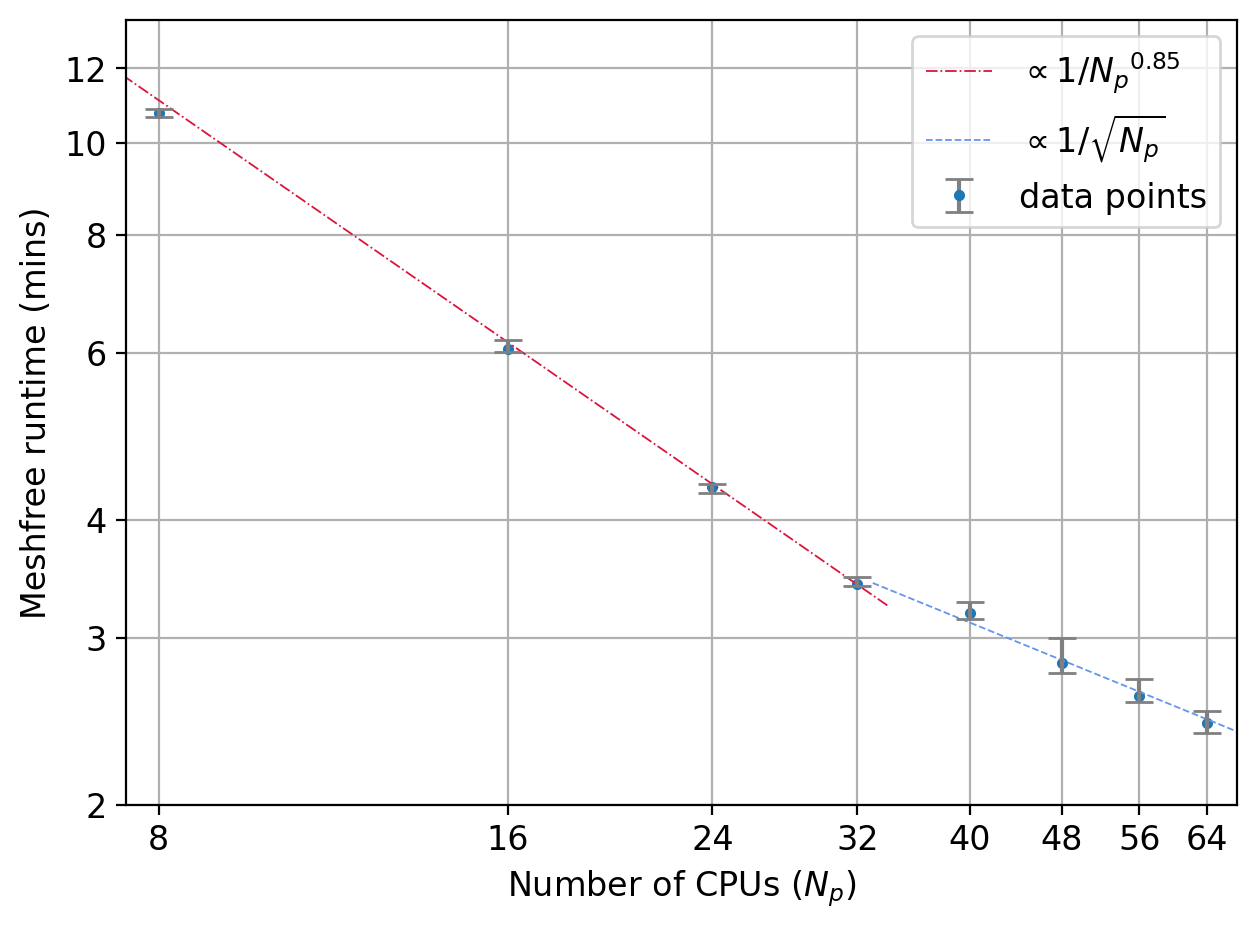 12
10
8
6
4
3
2
Meshfree runtime (mins)
∝ 1/N_p^0.85
∝ 1/√N_p
data points
8 16 24 32 40 48 56 64
Number of CPUs (N_p)